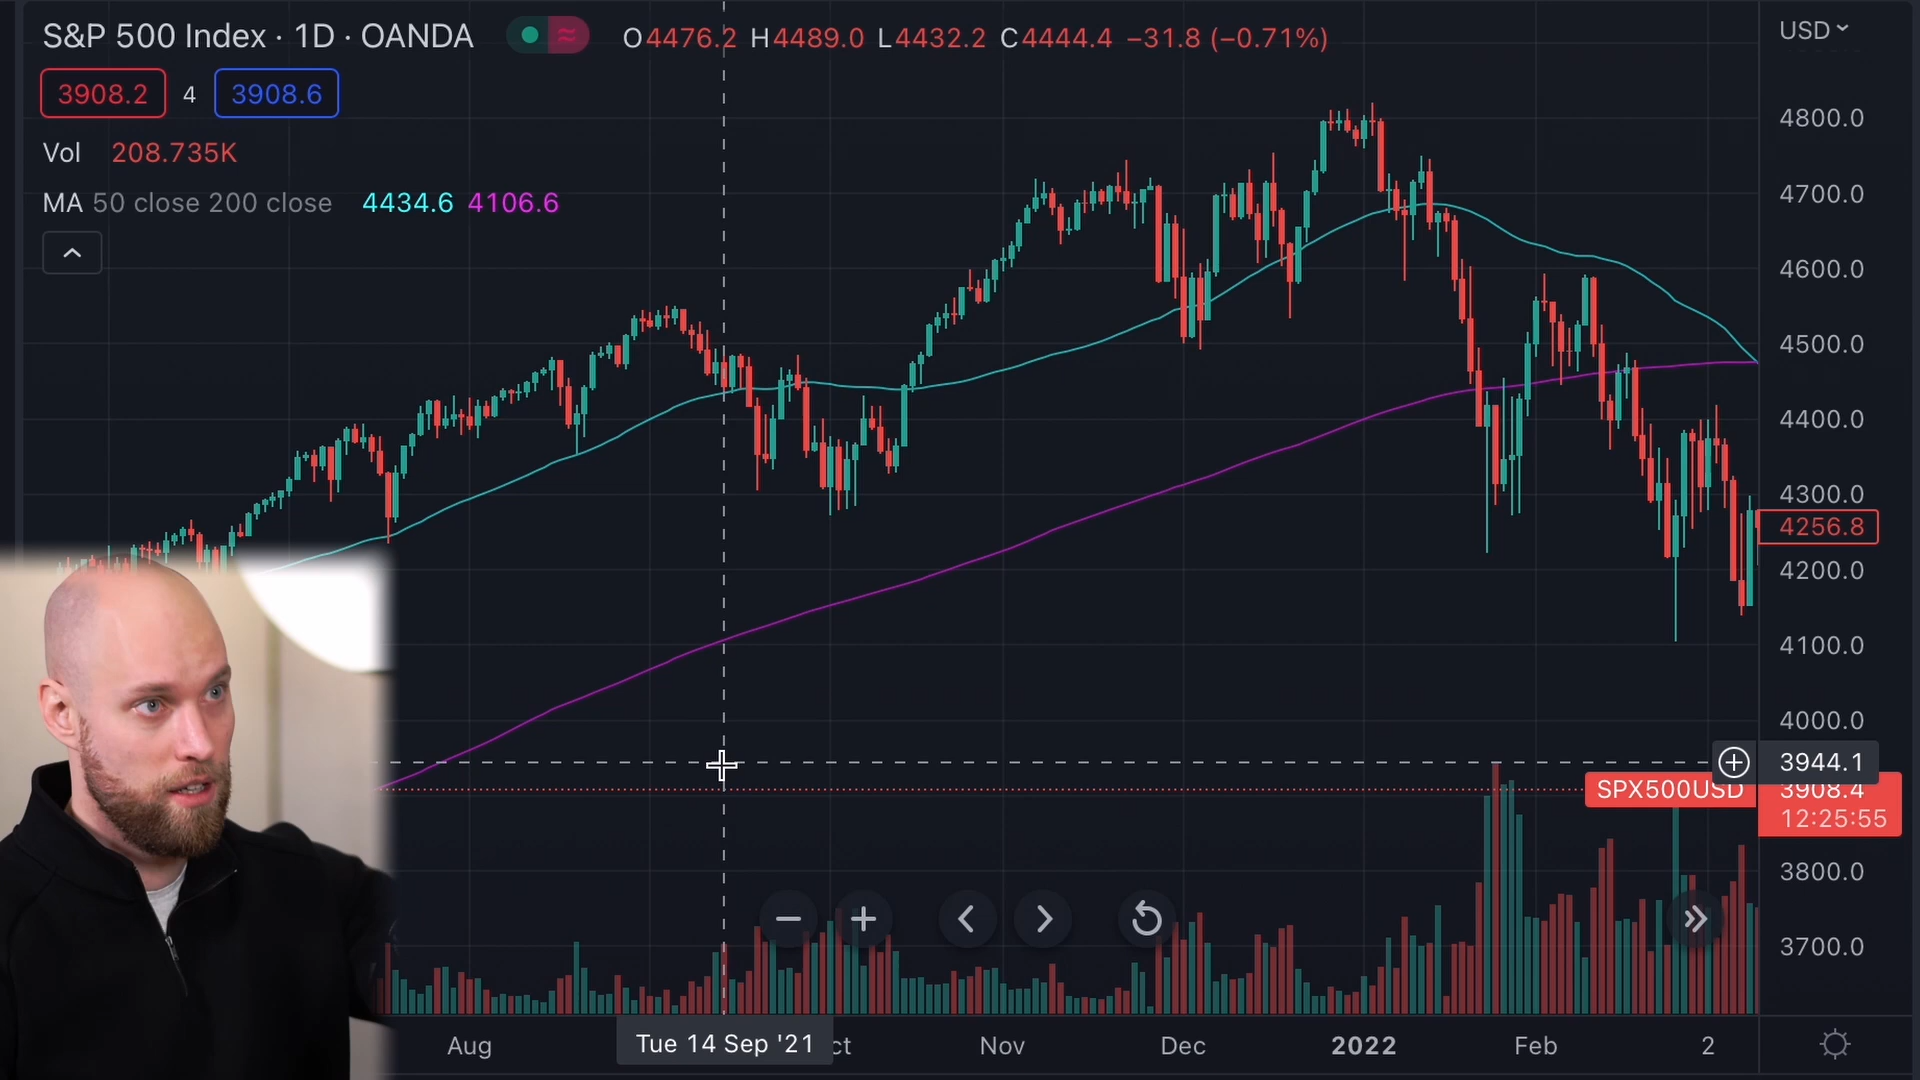 S&P 500 Index · 1D · OANDA
O4476.2 H4489.0 L4432.2 C4444.4 −31.8 (−0.71%)
USD
3908.2 4 3908.6
Vol 208.735K
MA 50 close 200 close 4434.6 4106.6
4800.0
4700.0
4600.0
4500.0
4400.0
4300.0
4256.8
4200.0
4100.0
4000.0
3944.1
SPX500USD 3908.4
12:25:55
3800.0
3700.0
Aug Tue 14 Sep '21 ct Nov Dec 2022 Feb 2